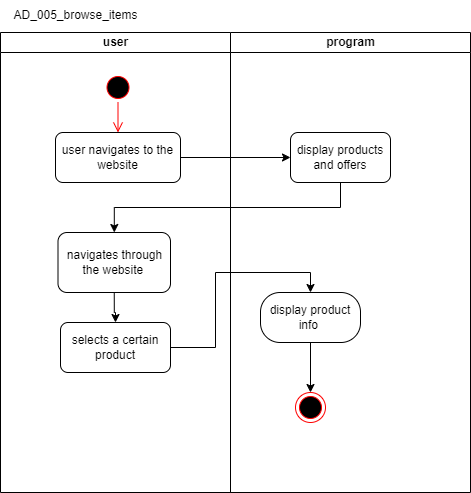 AD_005_browse_items
user
program
user navigates to the
website
display products
and offers
navigates through
the website
selects a certain
product
display product
info